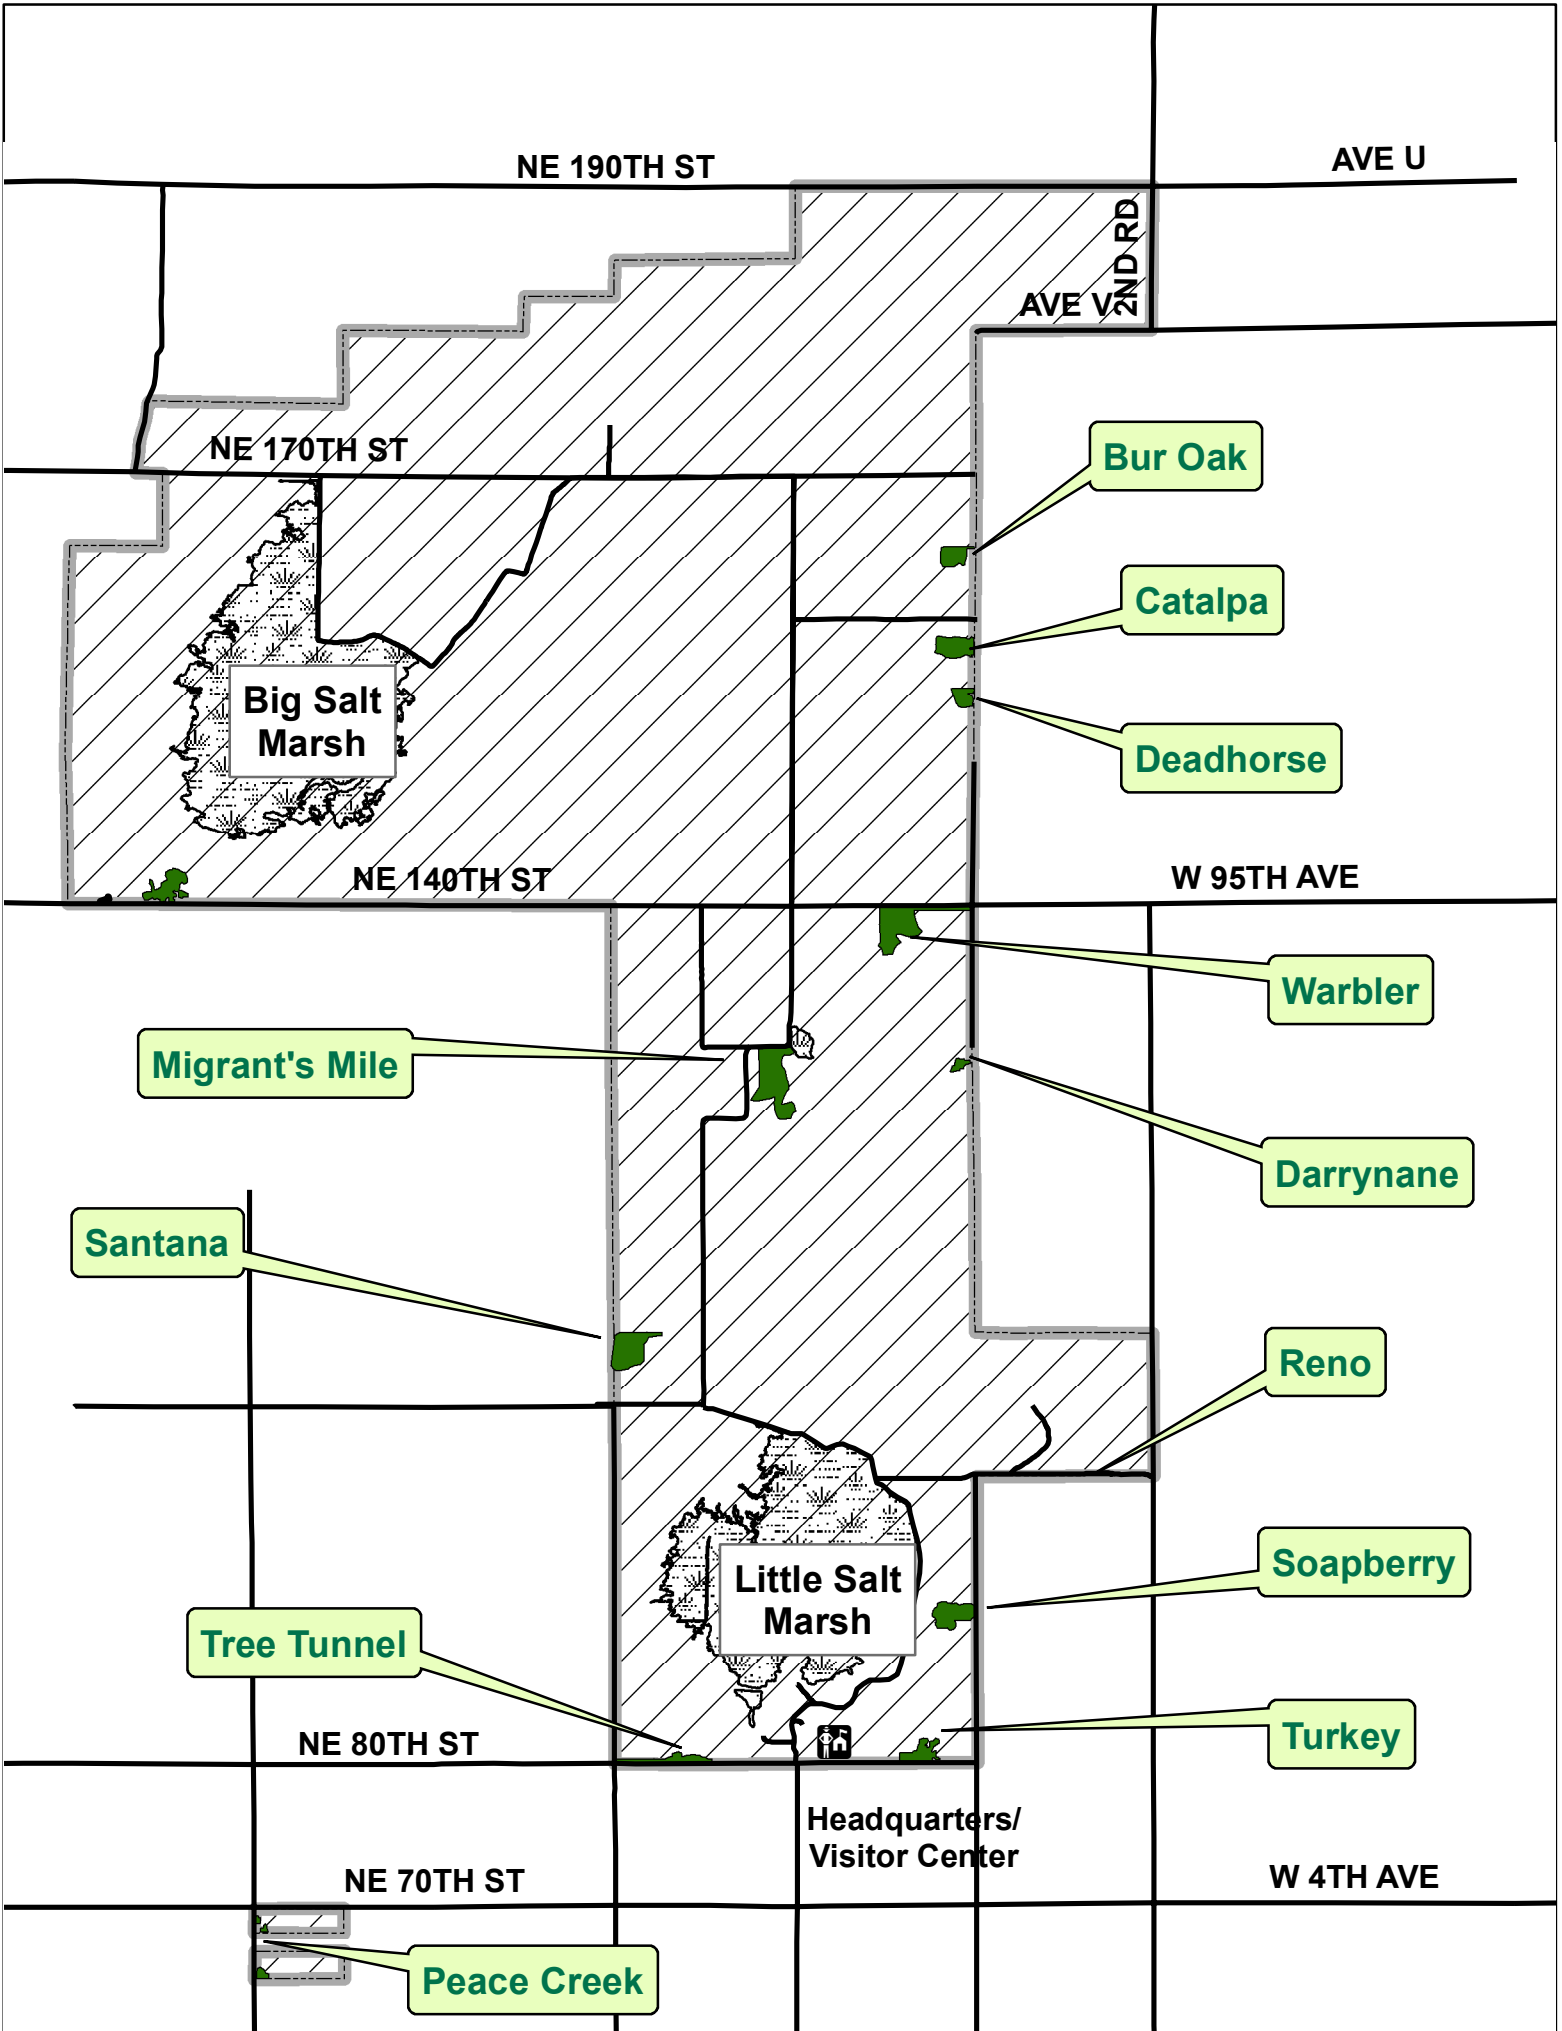 NE 190TH ST
AVE U
2ND RD
AVE V
NE 170TH ST
Bur Oak
Catalpa
Big Salt
Marsh
Deadhorse
NE 140TH ST
W 95TH AVE
Warbler
Migrant's Mile
Darrynane
Santana
Reno
Soapberry
Little Salt
Marsh
Tree Tunnel
Turkey
NE 80TH ST
Headquarters/
Visitor Center
NE 70TH ST
W 4TH AVE
Peace Creek